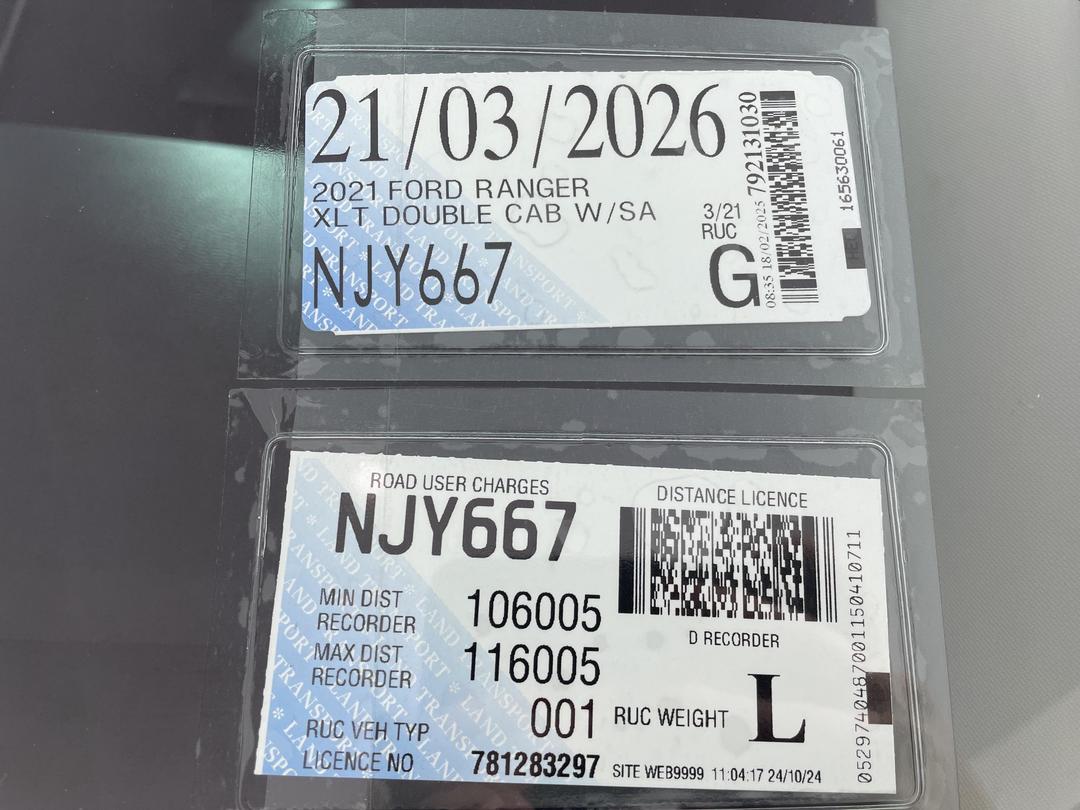 21/03/2026
2021 FORD RANGER
XLT DOUBLE CAB W/SA
NJY667
3/21
RUC
G
08:35 18/02/2025 792131030
165630061
ROAD USER CHARGES
NJY667
DISTANCE LICENCE
MIN DIST
RECORDER 106005
MAX DIST
RECORDER 116005
D RECORDER
RUC VEH TYP 001
RUC WEIGHT L
LICENCE NO 781283297
SITE WEB9999 11:04:17 24/10/24